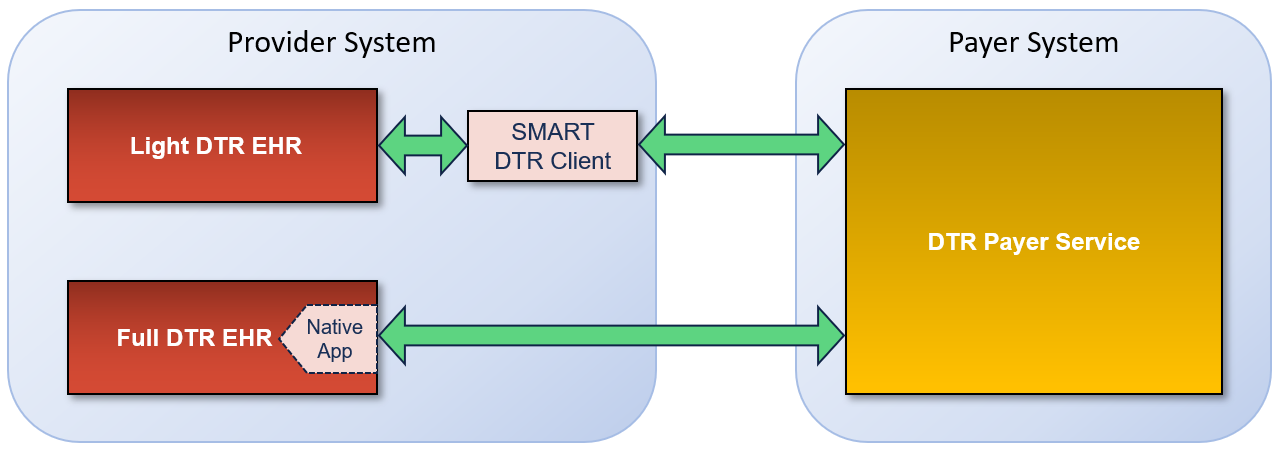 Provider System
Payer System
Light DTR EHR
SMART
DTR Client
DTR Payer Service
Full DTR EHR
Native
App